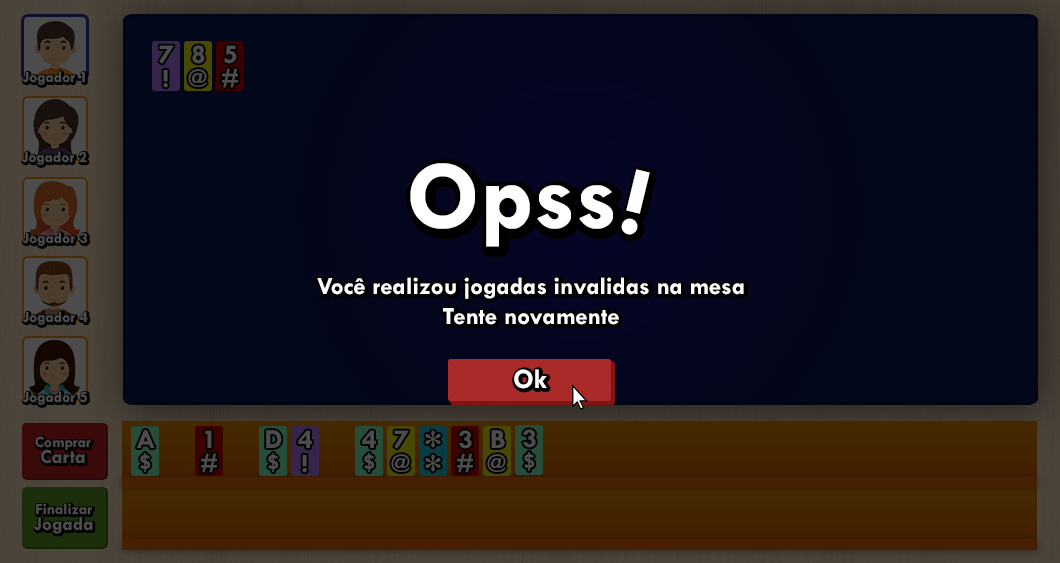 Jogador 1
Jogador 2
Jogador 3
Jogador 4
Jogador 5
7 8 5
! @ #
Opss!
Você realizou jogadas invalidas na mesa
Tente novamente
Ok
Comprar
Carta
Finalizar
Jogada
A 1 D 4 4 7 * 3 B 3
$ # $ ! $ @ * # @ $